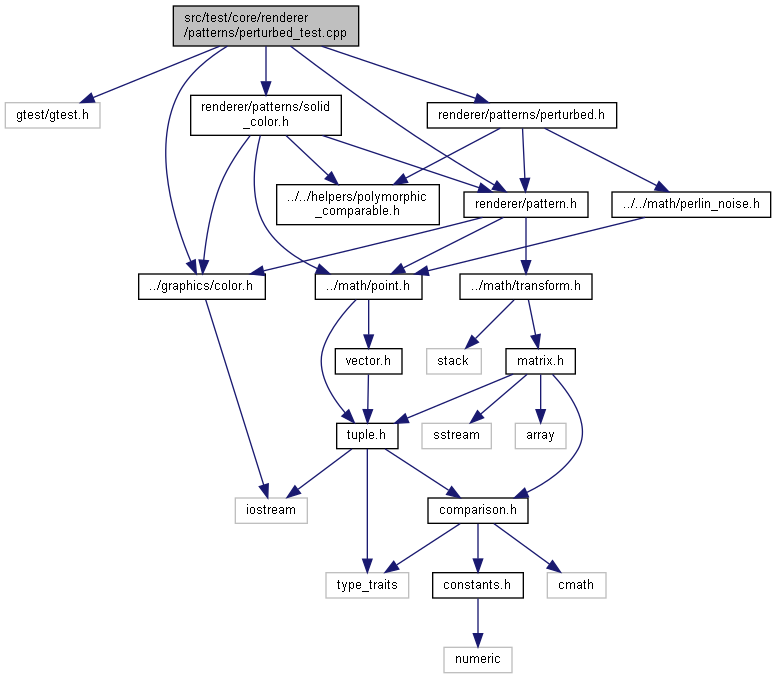 src/test/core/renderer
/patterns/perturbed_test.cpp
gtest/gtest.h
renderer/patterns/solid
_color.h
renderer/patterns/perturbed.h
../../helpers/polymorphic
_comparable.h
renderer/pattern.h
../../math/perlin_noise.h
../graphics/color.h
../math/point.h
../math/transform.h
vector.h
stack
matrix.h
tuple.h
sstream
array
iostream
comparison.h
type_traits
constants.h
cmath
numeric